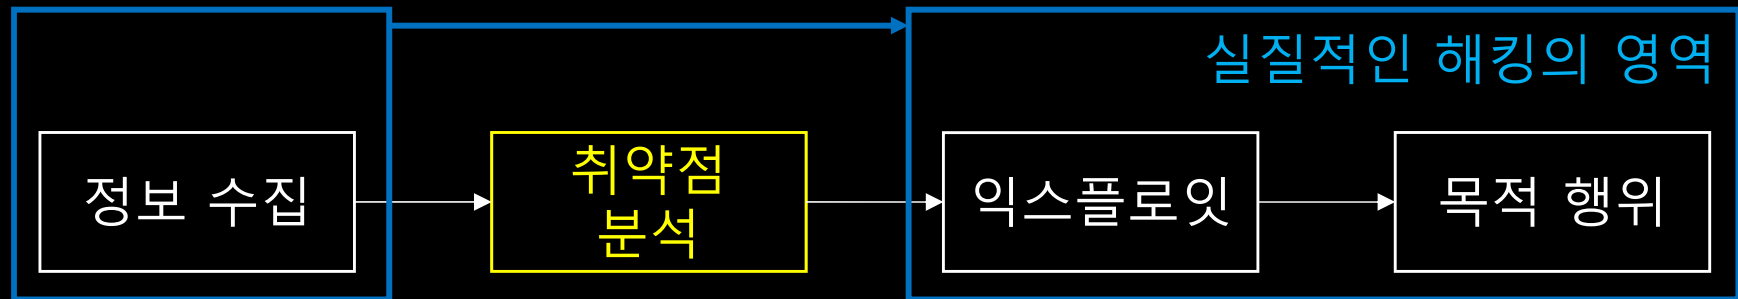 실질적인 해킹의 영역
정보 수집
취약점
분석
익스플로잇
목적 행위